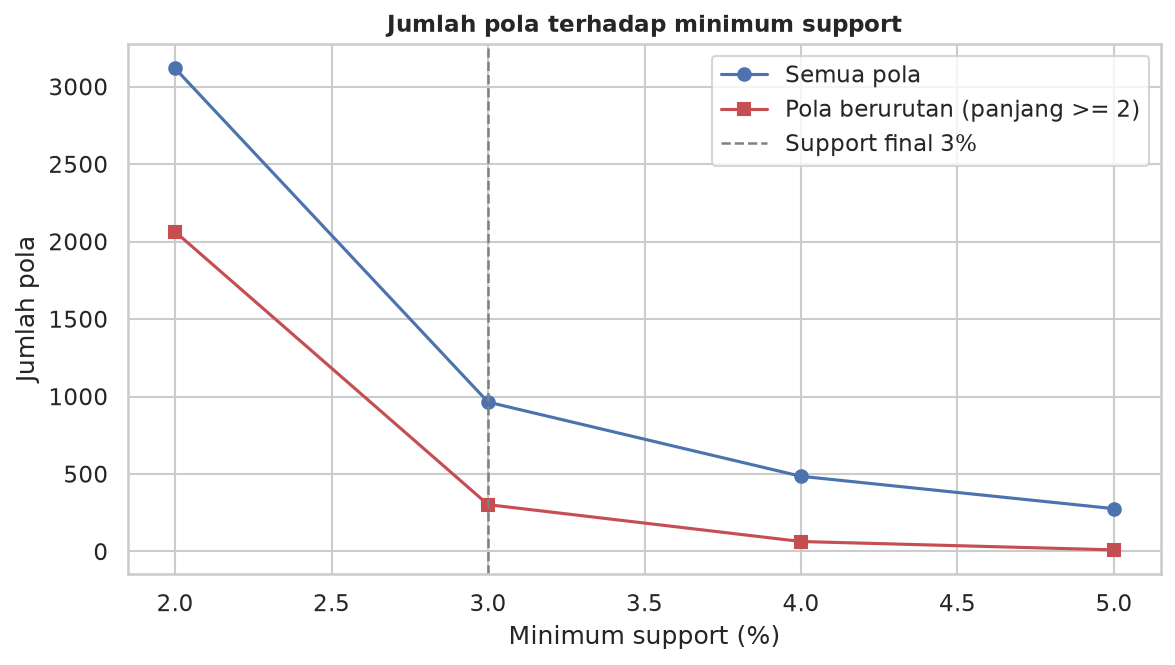 Jumlah pola terhadap minimum support
Semua pola
Pola berurutan (panjang >= 2)
Support final 3%
Jumlah pola
3000
2500
2000
1500
1000
500
0
2.0 2.5 3.0 3.5 4.0 4.5 5.0
Minimum support (%)